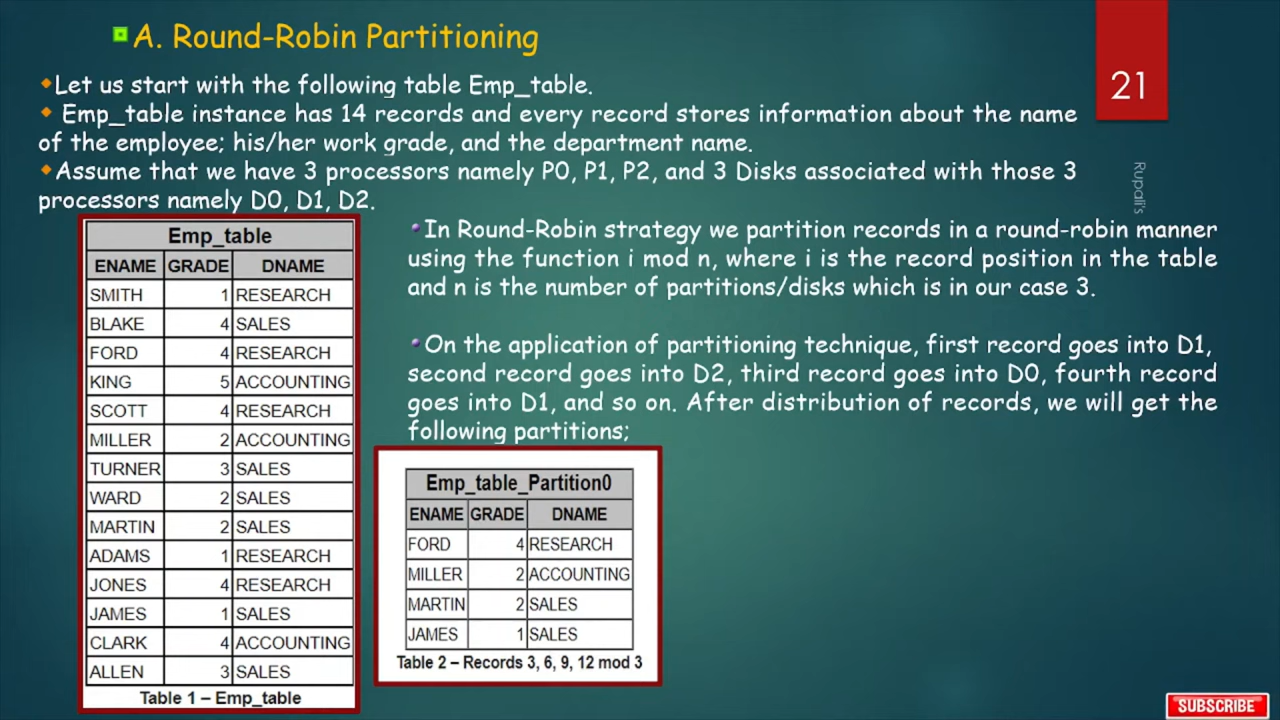 A. Round-Robin Partitioning
21
Let us start with the following table Emp_table.
Emp_table instance has 14 records and every record stores information about the name
of the employee; his/her work grade, and the department name.
Assume that we have 3 processors namely P0, P1, P2, and 3 Disks associated with those 3
processors namely D0, D1, D2.
Rupali's
Emp_table
ENAME GRADE DNAME
SMITH 1 RESEARCH
BLAKE 4 SALES
FORD 4 RESEARCH
KING 5 ACCOUNTING
SCOTT 4 RESEARCH
MILLER 2 ACCOUNTING
TURNER 3 SALES
WARD 2 SALES
MARTIN 2 SALES
ADAMS 1 RESEARCH
JONES 4 RESEARCH
JAMES 1 SALES
CLARK 4 ACCOUNTING
ALLEN 3 SALES
Table 1 – Emp_table
In Round-Robin strategy we partition records in a round-robin manner
using the function i mod n, where i is the record position in the table
and n is the number of partitions/disks which is in our case 3.
On the application of partitioning technique, first record goes into D1,
second record goes into D2, third record goes into D0, fourth record
goes into D1, and so on. After distribution of records, we will get the
following partitions;
Emp_table_Partition0
ENAME GRADE DNAME
FORD 4 RESEARCH
MILLER 2 ACCOUNTING
MARTIN 2 SALES
JAMES 1 SALES
Table 2 – Records 3, 6, 9, 12 mod 3
SUBSCRIBE